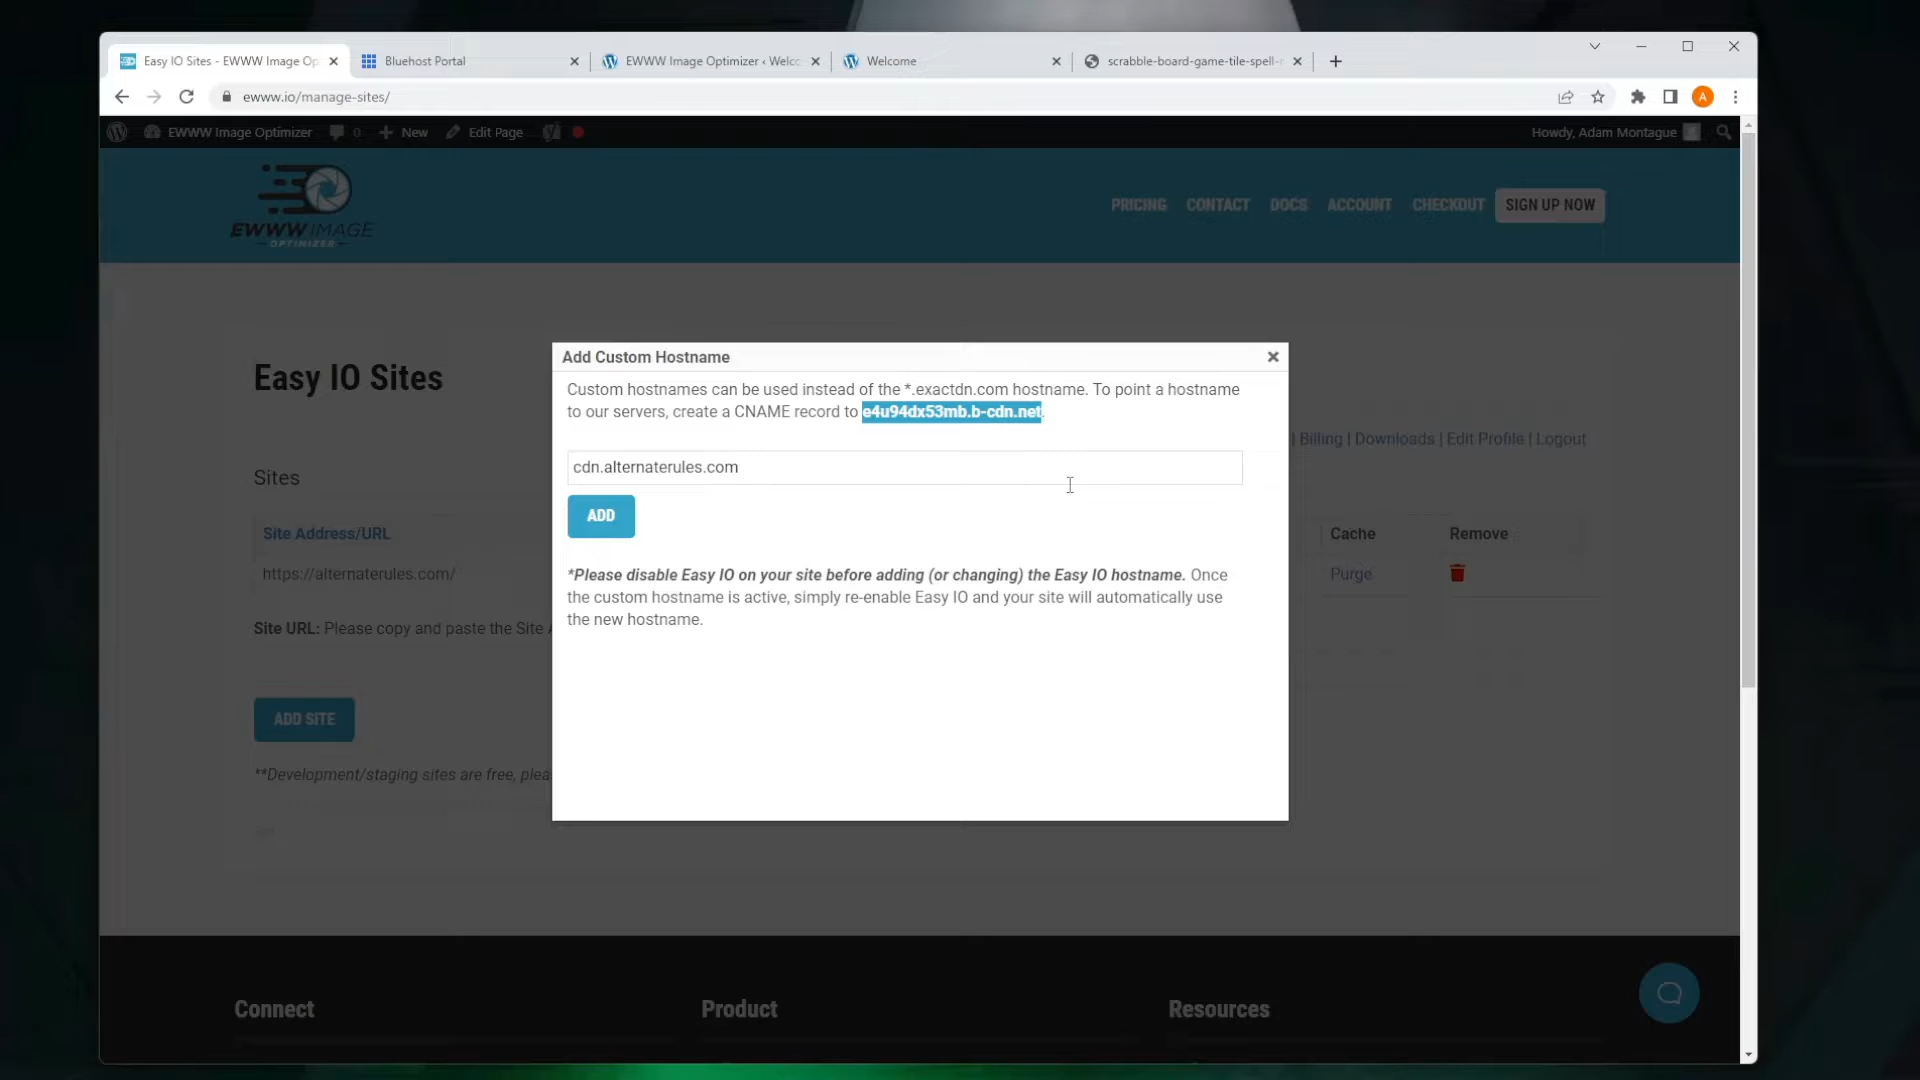 Easy IO Sites - EWWW Image Op
Bluehost Portal
EWWW Image Optimizer ‹ Welco
Welcome
scrabble-board-game-tile-spell-
ewww.io/manage-sites/
A
EWWW Image Optimizer
0
New
Edit Page
Howdy, Adam Montague
EWWW IMAGE
OPTIMIZER
PRICING
CONTACT
DOCS
ACCOUNT
CHECKOUT
SIGN UP NOW
Easy IO Sites
Add Custom Hostname
Custom hostnames can be used instead of the *.exactdn.com hostname. To point a hostname
to our servers, create a CNAME record to e4u94dx53mb.b-cdn.net
| Billing | Downloads | Edit Profile | Logout
cdn.alternaterules.com
Sites
ADD
Site Address/URL
Cache
Remove
https://alternaterules.com/
Purge
*Please disable Easy IO on your site before adding (or changing) the Easy IO hostname. Once
the custom hostname is active, simply re-enable Easy IO and your site will automatically use
the new hostname.
Site URL: Please copy and paste the Site
ADD SITE
**Development/staging sites are free, plea
Connect
Product
Resources